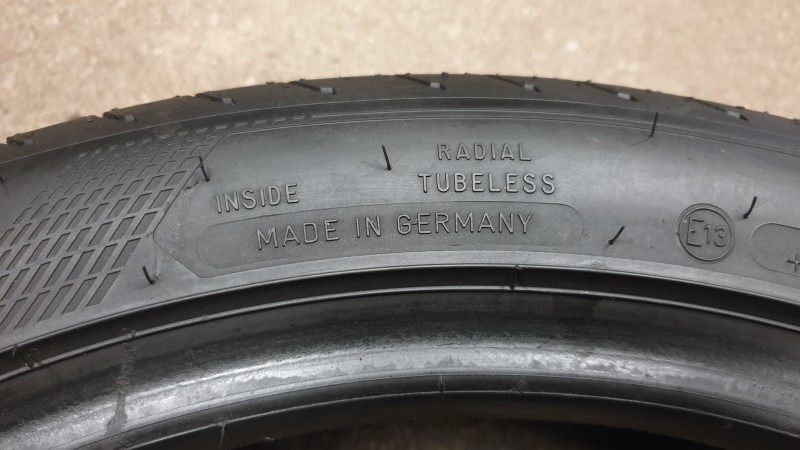 RADIAL
INSIDE TUBELESS
MADE IN GERMANY
E13
+